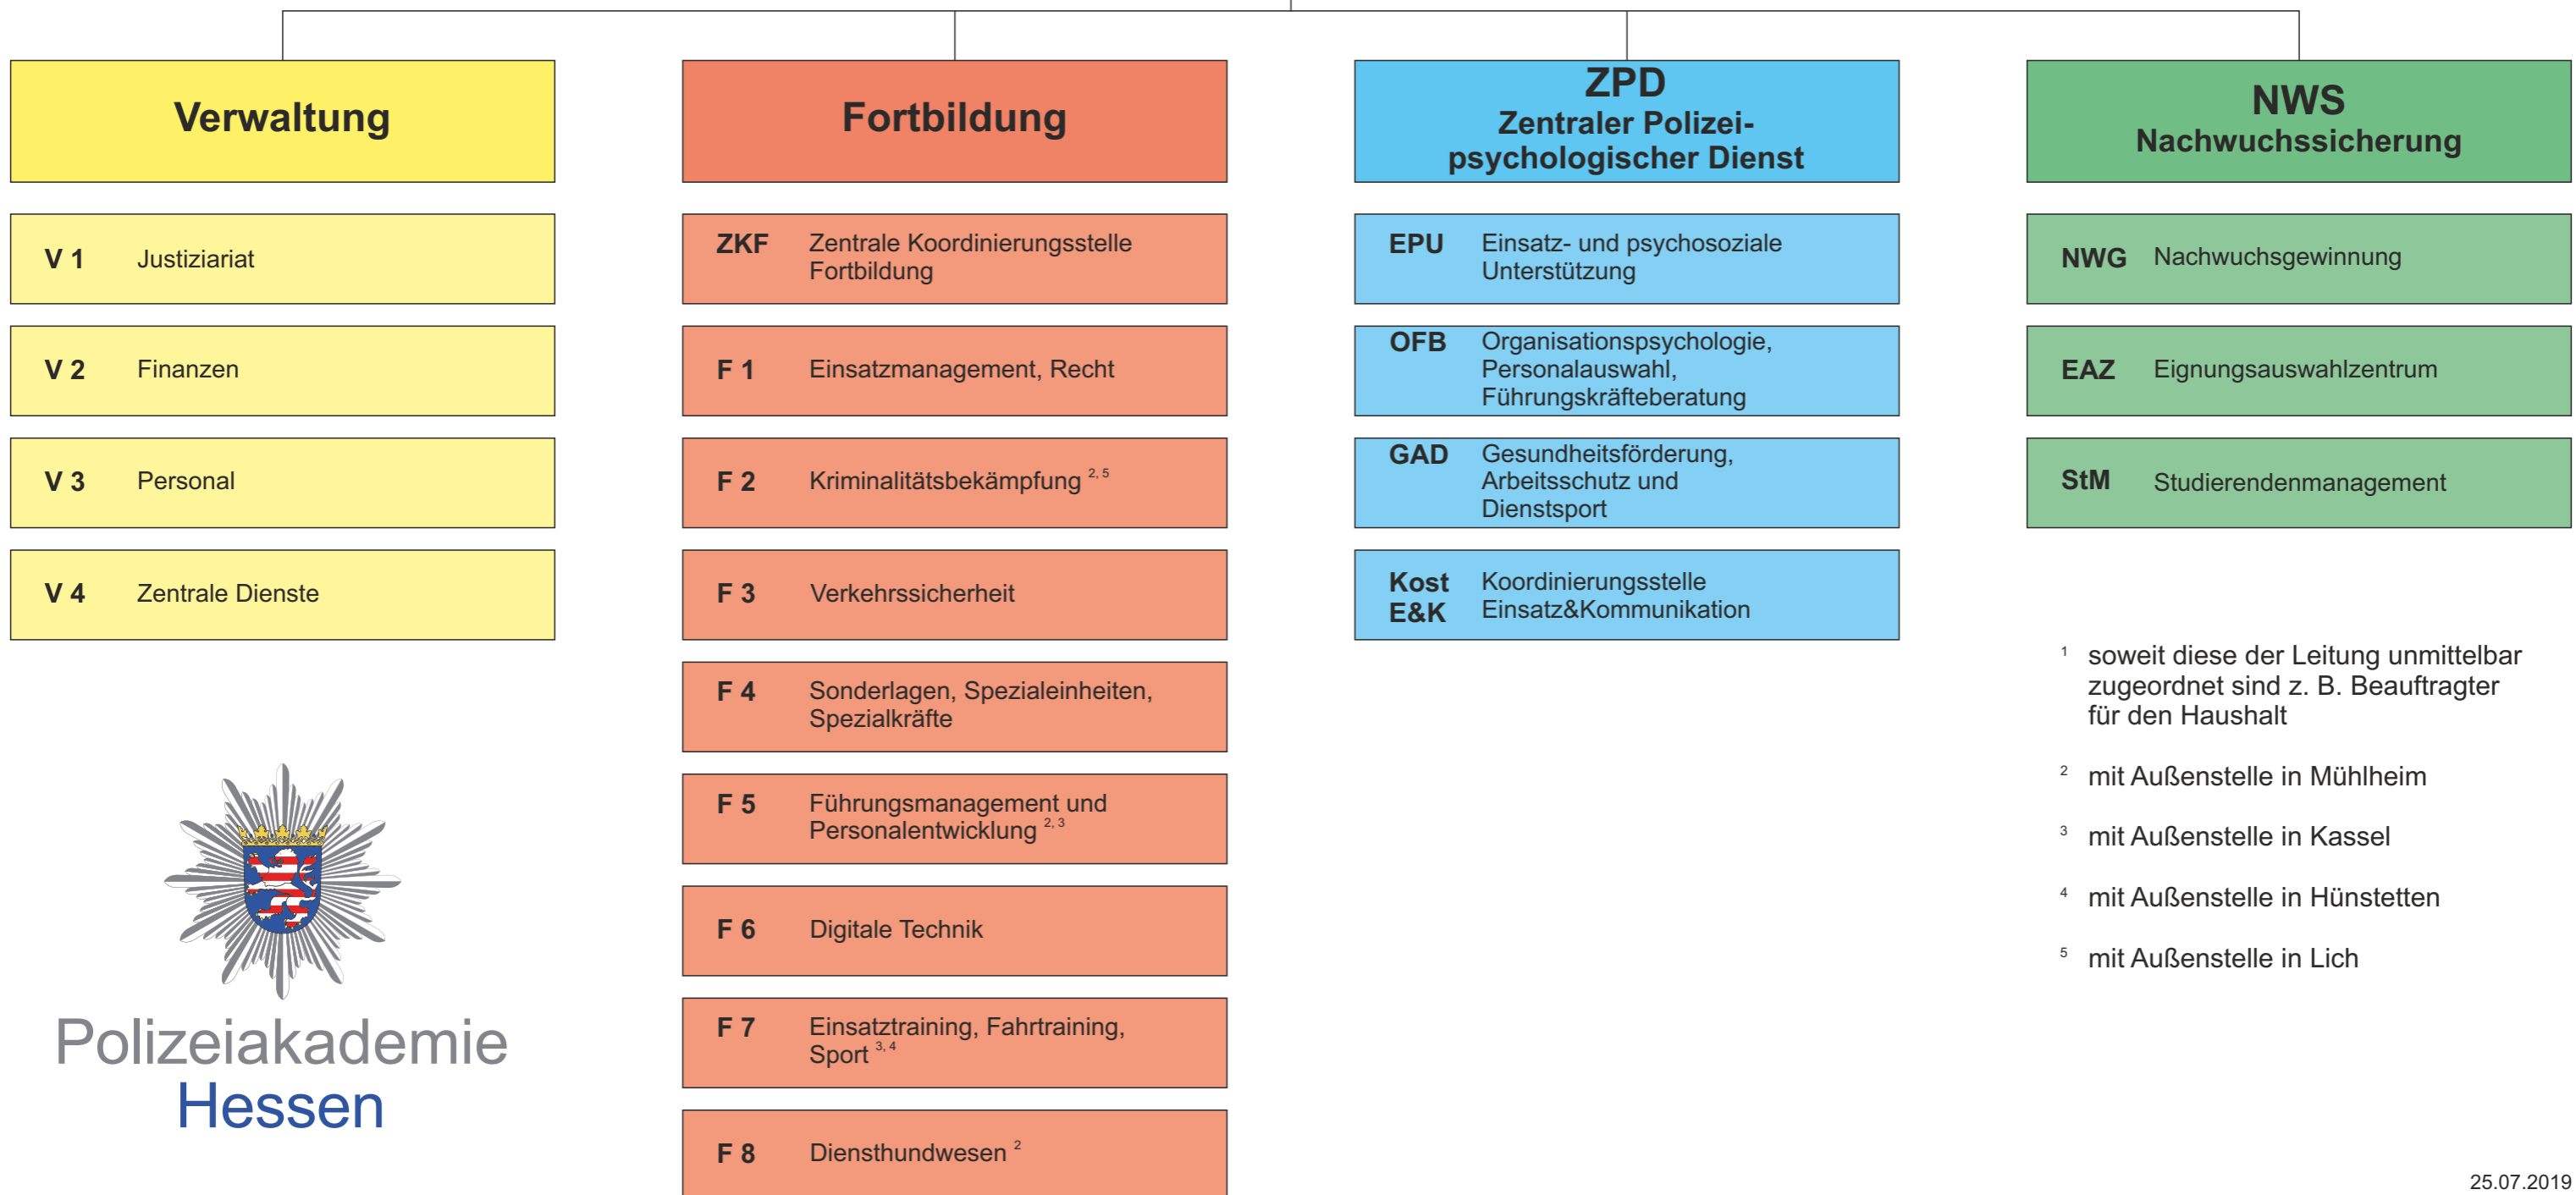 Verwaltung
V 1 Justiziariat
V 2 Finanzen
V 3 Personal
V 4 Zentrale Dienste
Fortbildung
ZKF Zentrale Koordinierungsstelle
Fortbildung
F 1 Einsatzmanagement, Recht
F 2 Kriminalitätsbekämpfung 2, 5
F 3 Verkehrssicherheit
F 4 Sonderlagen, Spezialeinheiten,
Spezialkräfte
F 5 Führungsmanagement und
Personalentwicklung 2, 3
F 6 Digitale Technik
F 7 Einsatztraining, Fahrtraining,
Sport 3, 4
F 8 Diensthundwesen 2
ZPD
Zentraler Polizei-
psychologischer Dienst
EPU Einsatz- und psychosoziale
Unterstützung
OFB Organisationspsychologie,
Personalauswahl,
Führungskräfteberatung
GAD Gesundheitsförderung,
Arbeitsschutz und
Dienstsport
Kost Koordinierungsstelle
E&K Einsatz&Kommunikation
NWS
Nachwuchssicherung
NWG Nachwuchsgewinnung
EAZ Eignungsauswahlzentrum
StM Studierendenmanagement
1 soweit diese der Leitung unmittelbar
zugeordnet sind z. B. Beauftragter
für den Haushalt
2 mit Außenstelle in Mühlheim
3 mit Außenstelle in Kassel
4 mit Außenstelle in Hünstetten
5 mit Außenstelle in Lich
Polizeiakademie
Hessen
25.07.2019